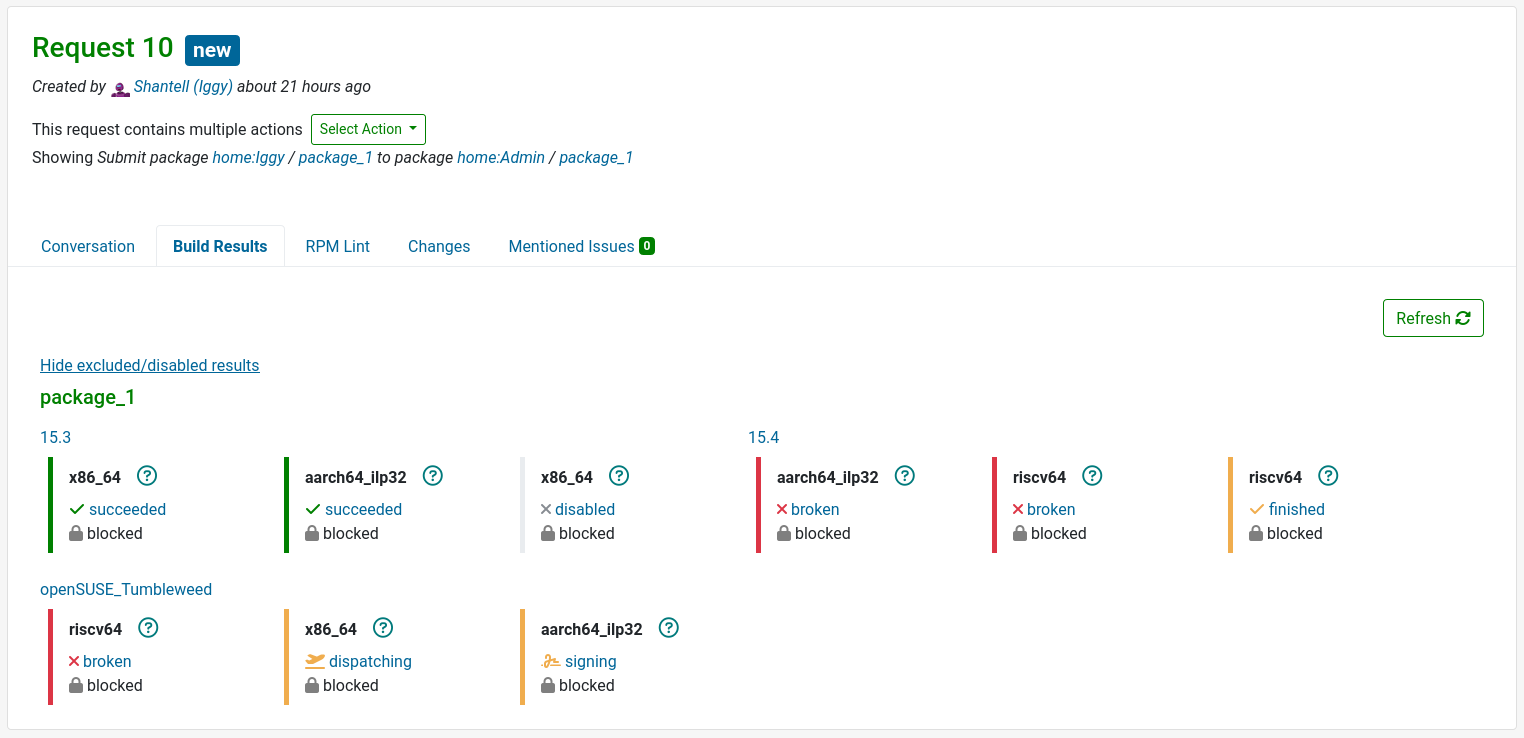 Request 10 new
Created by Shantell (Iggy) about 21 hours ago
This request contains multiple actions Select Action
Showing Submit package home:Iggy / package_1 to package home:Admin / package_1
Conversation Build Results RPM Lint Changes Mentioned Issues 0
Refresh
Hide excluded/disabled results
package_1
15.3
x86_64 ? aarch64_ilp32 ? x86_64 ?
succeeded succeeded disabled
blocked blocked blocked
15.4
aarch64_ilp32 ? riscv64 ? riscv64 ?
broken broken finished
blocked blocked blocked
openSUSE_Tumbleweed
riscv64 ? x86_64 ? aarch64_ilp32 ?
broken dispatching signing
blocked blocked blocked